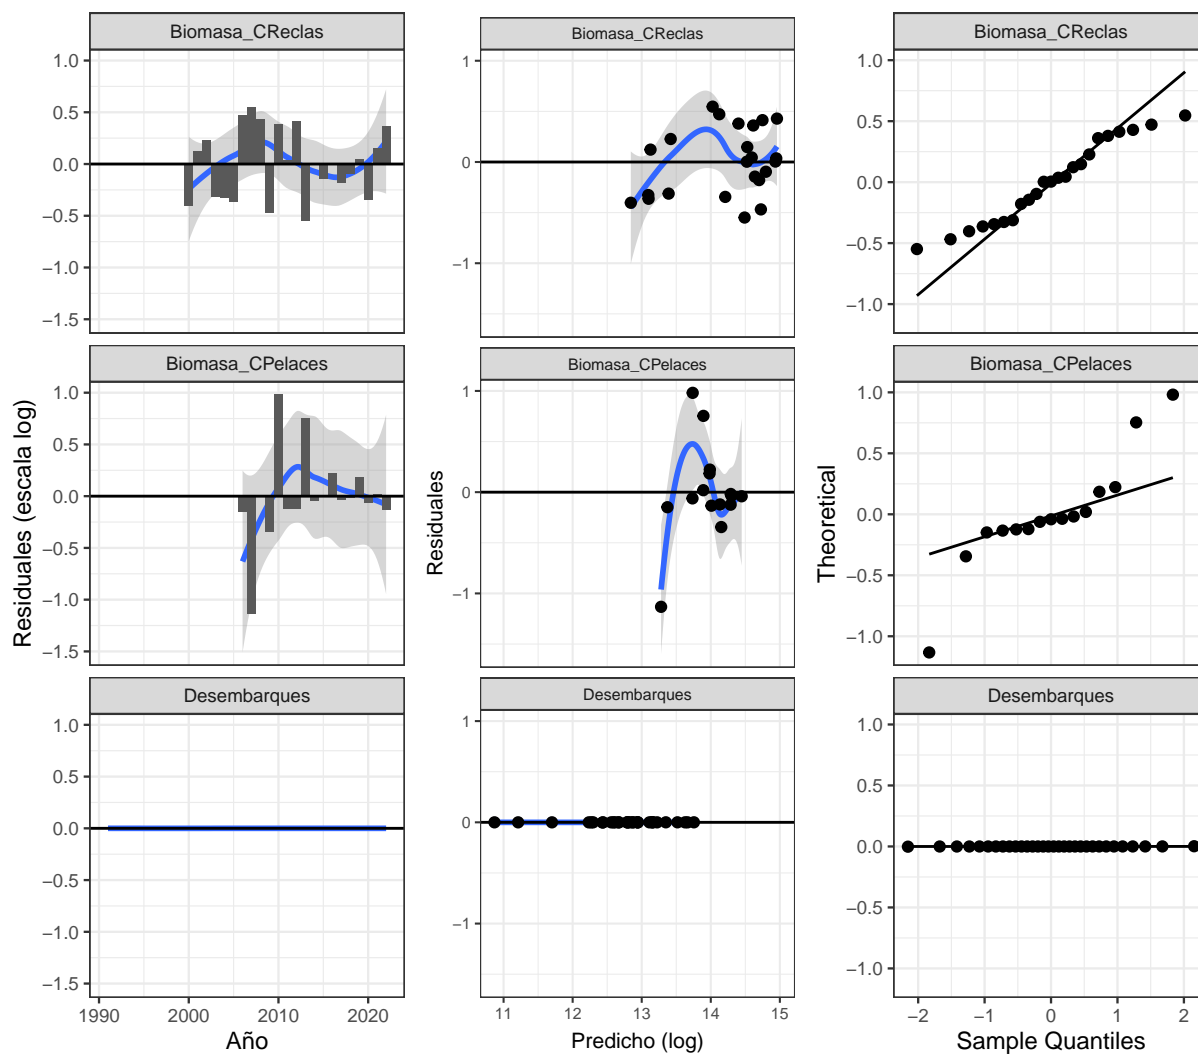 Biomasa_CReclas
Biomasa_CReclas
Biomasa_CReclas
1.0
0.5
0.0
−0.5
−1.0
−1.5
1
0
−1
1.0
0.5
0.0
−0.5
−1.0
Biomasa_CPelaces
Biomasa_CPelaces
Biomasa_CPelaces
1.0
0.5
0.0
−0.5
−1.0
−1.5
1
0
−1
1.0
0.5
0.0
−0.5
−1.0
Residuales (escala log)
Residuales
Theoretical
Desembarques
Desembarques
Desembarques
1.0
0.5
0.0
−0.5
−1.0
−1.5
1
0
−1
1.0
0.5
0.0
−0.5
−1.0
1990 2000 2010 2020
11 12 13 14 15
−2 −1 0 1 2
Año
Predicho (log)
Sample Quantiles